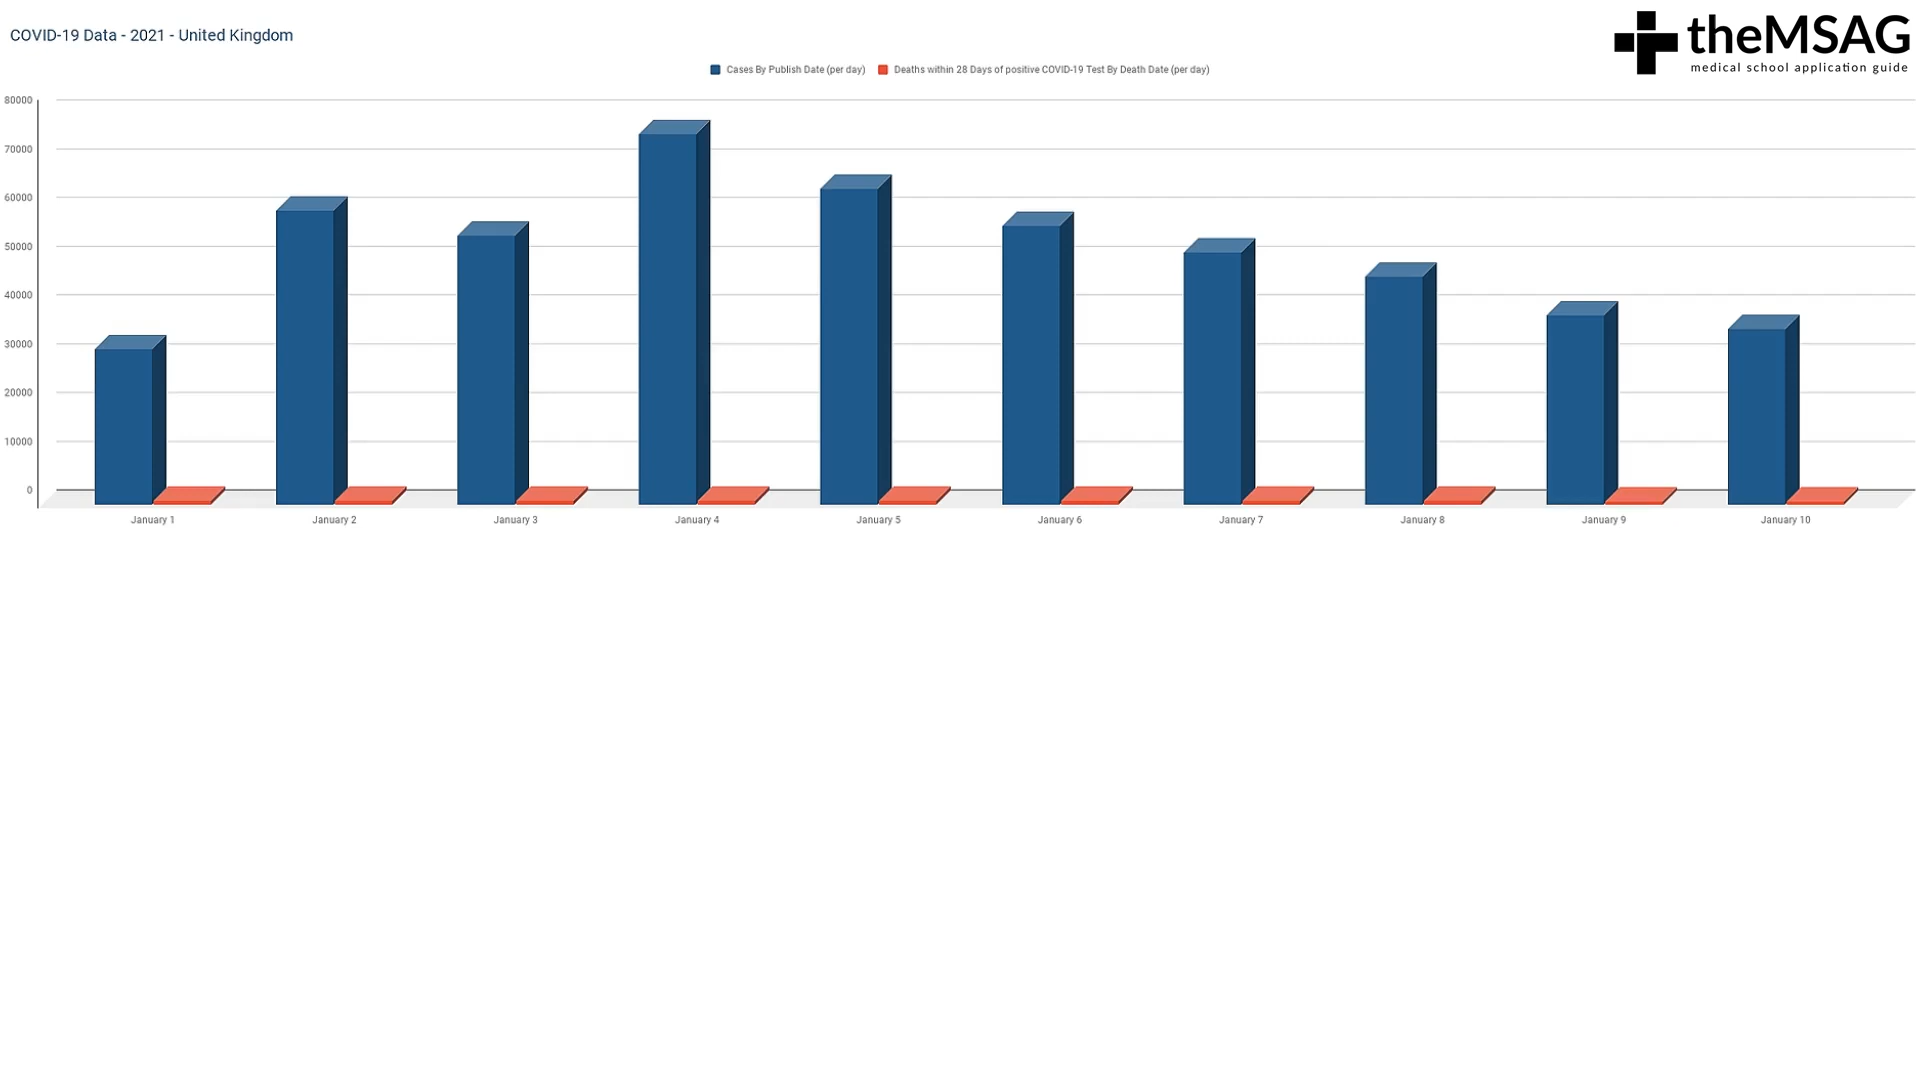 COVID-19 Data - 2021 - United Kingdom
theMSAG
medical school application guide
Cases By Publish Date (per day) Deaths within 28 Days of positive COVID-19 Test By Death Date (per day)
80000
70000
60000
50000
40000
30000
20000
10000
0
January 1 January 2 January 3 January 4 January 5 January 6 January 7 January 8 January 9 January 10